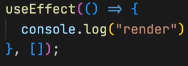 useEffect(() => {
  console.log("render")
}, []);